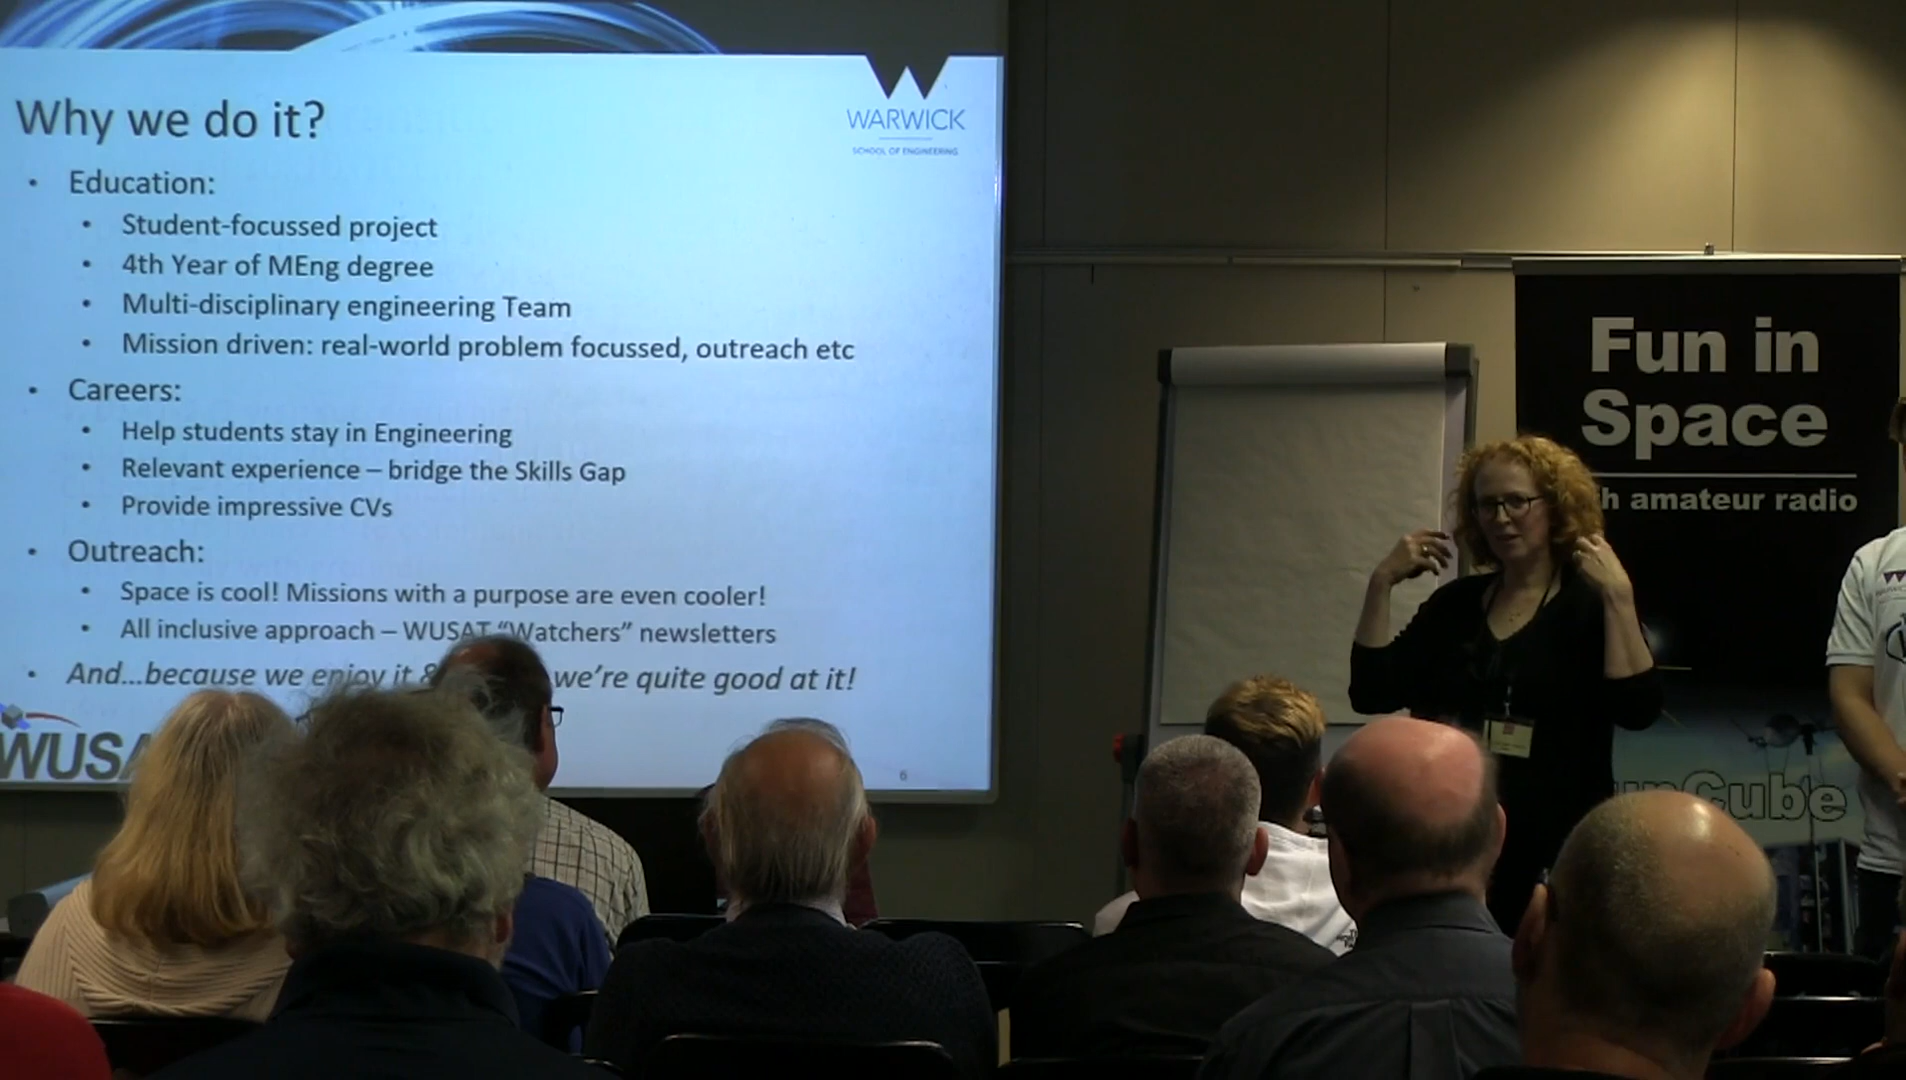 Why we do it?
WARWICK
SCHOOL OF ENGINEERING
• Education:
• Student-focussed project
• 4th Year of MEng degree
• Multi-disciplinary engineering Team
• Mission driven: real-world problem focussed, outreach etc
• Careers:
• Help students stay in Engineering
• Relevant experience – bridge the Skills Gap
• Provide impressive CVs
• Outreach:
• Space is cool! Missions with a purpose are even cooler!
• All inclusive approach – WUSAT “Watchers” newsletters
• And...because we enjoy it & we’re quite good at it!
WUSA
6
Fun in
Space
h amateur radio
Cube